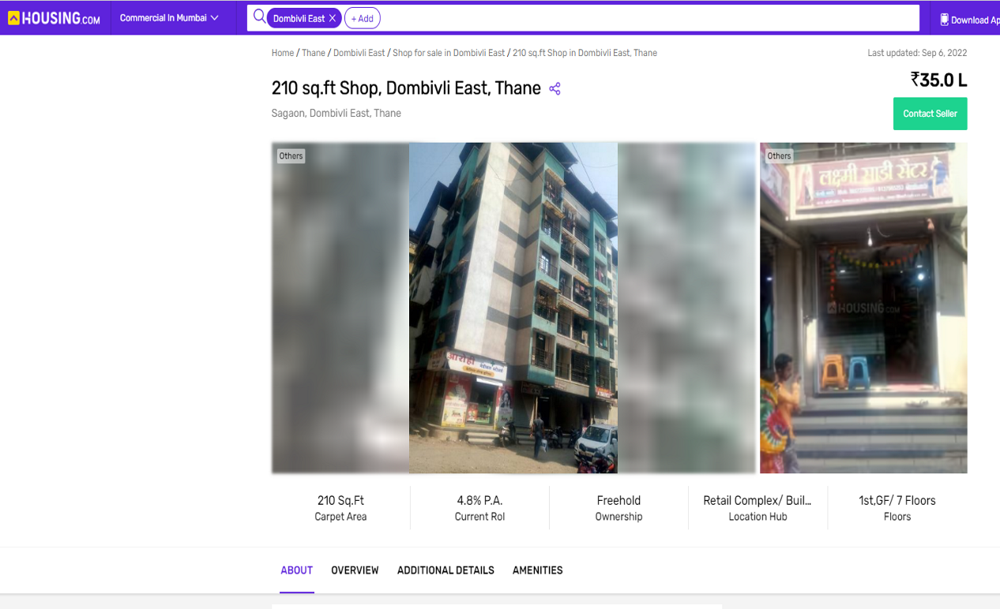 HOUSING.COM
Commercial In Mumbai
Dombivli East
+ Add
Download Ap
Home / Thane / Dombivli East / Shop for sale in Dombivli East / 210 sq.ft Shop in Dombivli East, Thane
Last updated: Sep 6, 2022
210 sq.ft Shop, Dombivli East, Thane
₹35.0 L
Sagaon, Dombivli East, Thane
Contact Seller
Others
आरोही
Others
लक्ष्मी साडी सेंटर
HOUSING.COM
210 Sq.Ft
Carpet Area
4.8% P.A.
Current RoI
Freehold
Ownership
Retail Complex/ Buil...
Location Hub
1st,GF/ 7 Floors
Floors
ABOUT
OVERVIEW
ADDITIONAL DETAILS
AMENITIES